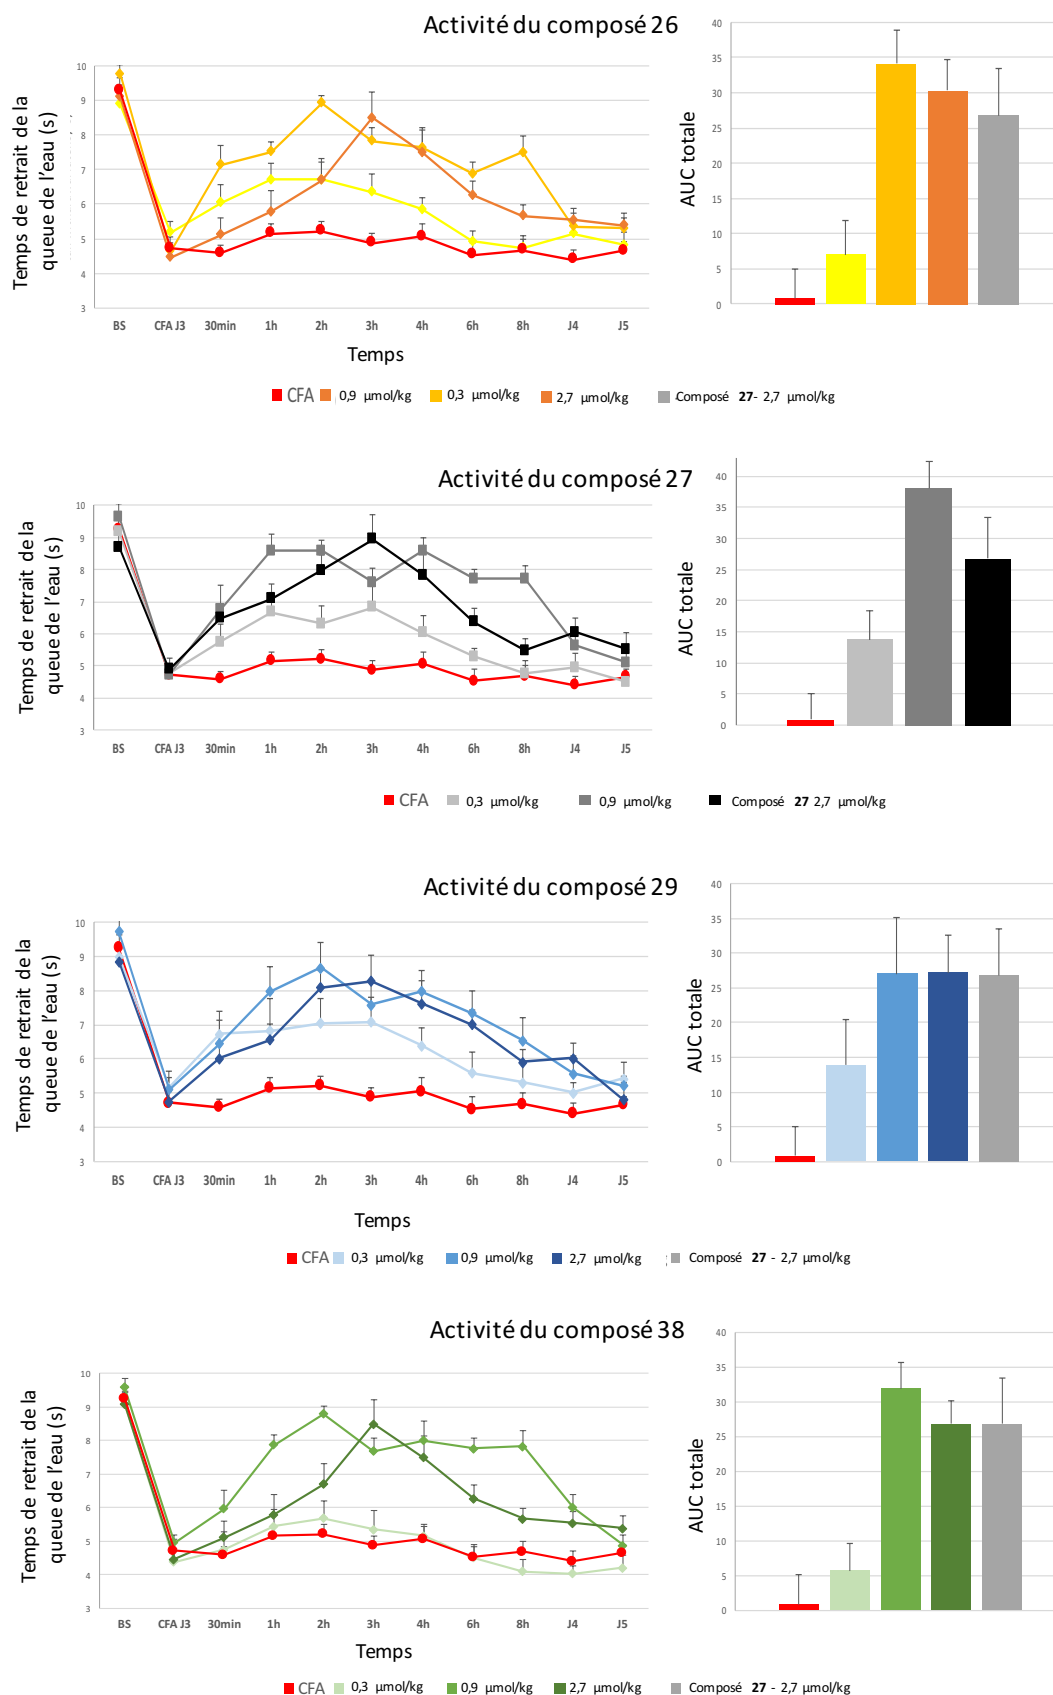 Activité du composé 26
Temps de retrait de la
queue de l'eau (s)
10
9
8
7
6
5
4
3
BS CFA J3 30min 1h 2h 3h 4h 6h 8h J4 J5
Temps
AUC totale
40
35
30
25
20
15
10
5
0
CFA 0,9 µmol/kg 0,3 µmol/kg 2,7 µmol/kg Composé 27- 2,7 µmol/kg
Activité du composé 27
Temps de retrait de la
queue de l'eau (s)
10
9
8
7
6
5
4
3
BS CFA J3 30min 1h 2h 3h 4h 6h 8h J4 J5
AUC totale
40
35
30
25
20
15
10
5
0
CFA 0,3 µmol/kg 0,9 µmol/kg Composé 27 2,7 µmol/kg
Activité du composé 29
Temps de retrait de la
queue de l'eau (s)
10
9
8
7
6
5
4
3
BS CFA J3 30min 1h 2h 3h 4h 6h 8h J4 J5
Temps
AUC totale
40
35
30
25
20
15
10
5
0
CFA 0,3 µmol/kg 0,9 µmol/kg 2,7 µmol/kg Composé 27 - 2,7 µmol/kg
Activité du composé 38
Temps de retrait de la
queue de l'eau (s)
10
9
8
7
6
5
4
3
BS CFA J3 30min 1h 2h 3h 4h 6h 8h J4 J5
Temps
AUC totale
40
35
30
25
20
15
10
5
0
CFA 0,3 µmol/kg 0,9 µmol/kg 2,7 µmol/kg Composé 27 - 2,7 µmol/kg